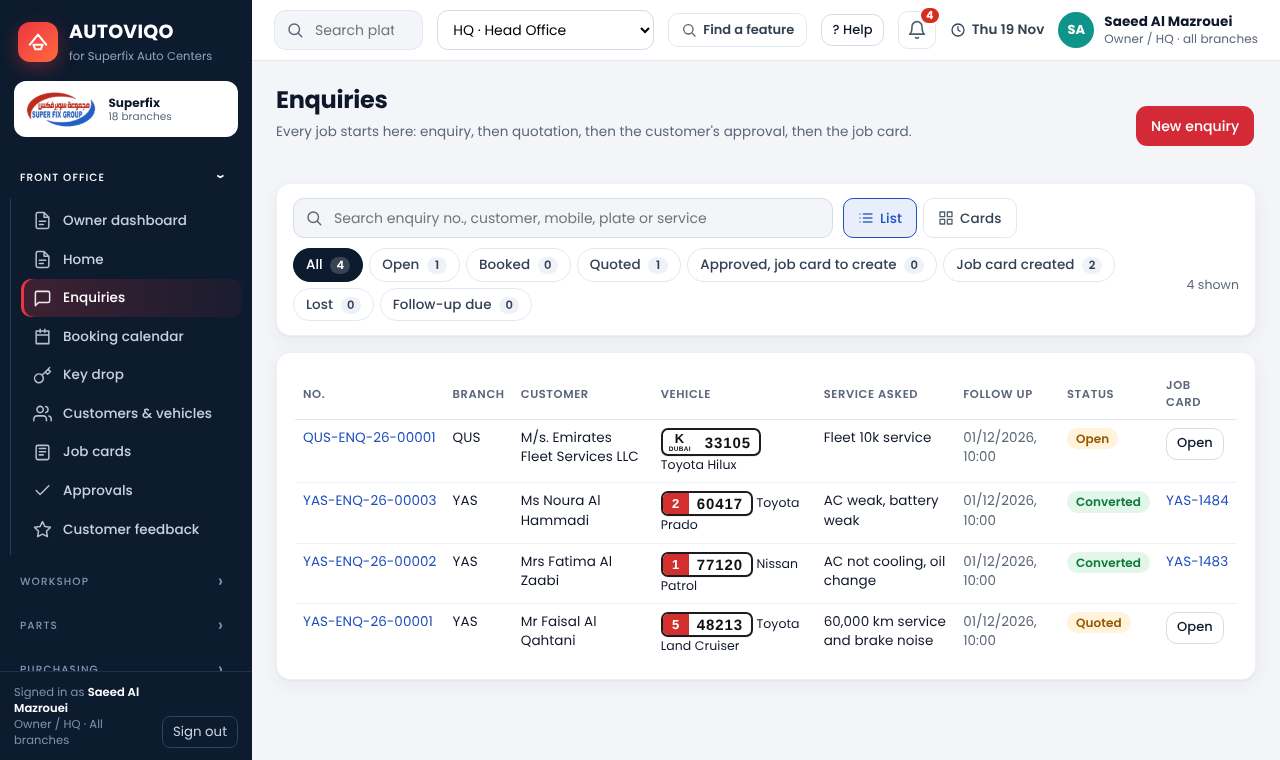 AUTOVIQO
for Superfix Auto Centers
مجموعة سوبر فكس
SUPER FIX GROUP
Superfix
18 branches
FRONT OFFICE
Owner dashboard
Home
Enquiries
Booking calendar
Key drop
Customers & vehicles
Job cards
Approvals
Customer feedback
WORKSHOP
PARTS
PURCHASING
Signed in as Saeed Al
Mazrouei
Owner / HQ · All
branches
Sign out
Search plat
HQ · Head Office
Find a feature
? Help
4
Thu 19 Nov
SA
Saeed Al Mazrouei
Owner / HQ · all branches
Enquiries
Every job starts here: enquiry, then quotation, then the customer's approval, then the job card.
New enquiry
Search enquiry no., customer, mobile, plate or service
List
Cards
All 4
Open 1
Booked 0
Quoted 1
Approved, job card to create 0
Job card created 2
Lost 0
Follow-up due 0
4 shown
NO. BRANCH CUSTOMER VEHICLE SERVICE ASKED FOLLOW UP STATUS JOB
CARD
QUS-ENQ-26-00001 QUS M/s. Emirates K DUBAI 33105 Fleet 10k service 01/12/2026, Open Open
Fleet Services LLC Toyota Hilux 10:00
YAS-ENQ-26-00003 YAS Ms Noura Al 2 60417 Toyota AC weak, battery 01/12/2026, Converted YAS-1484
Hammadi Prado weak 10:00
YAS-ENQ-26-00002 YAS Mrs Fatima Al 1 77120 Nissan AC not cooling, oil 01/12/2026, Converted YAS-1483
Zaabi Patrol change 10:00
YAS-ENQ-26-00001 YAS Mr Faisal Al 5 48213 Toyota 60,000 km service 01/12/2026, Quoted Open
Qahtani Land Cruiser and brake noise 10:00